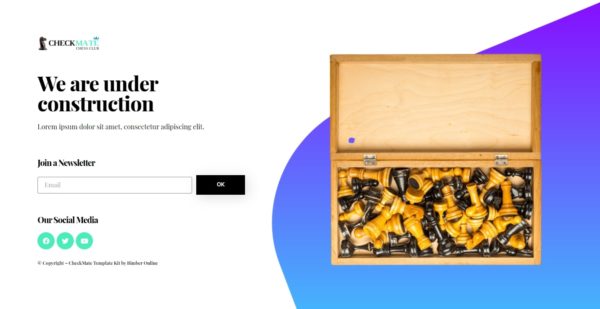 CHECKMATE
CHESS CLUB
We are under
construction
Lorem ipsum dolor sit amet, consectetur adipiscing elit.
Join a Newsletter
Email
OK
Our Social Media
© Copyright – CheckMate Template Kit by Bimber Online